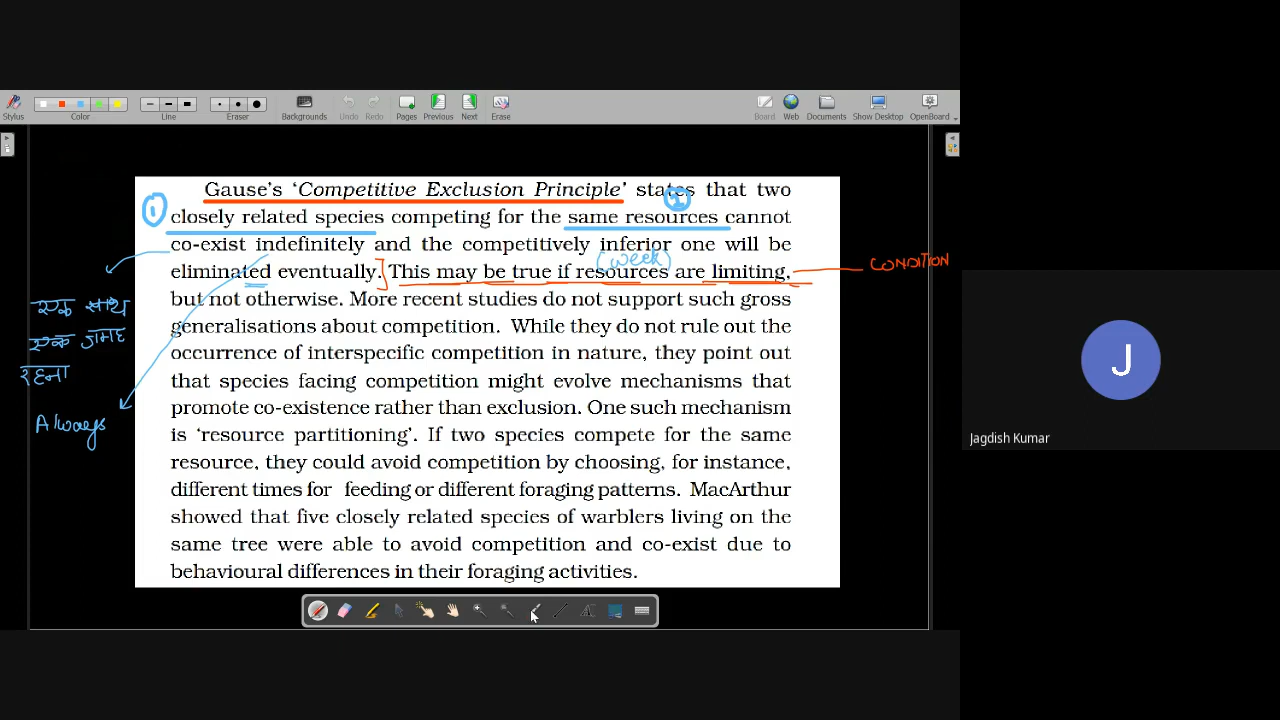 Stylus
Color
Line
Eraser
Backgrounds
Undo
Redo
Pages
Previous
Next
Erase
Board
Web
Documents
Show Desktop
OpenBoard
Gause's 'Competitive Exclusion Principle' states that two
1
2
closely related species competing for the same resources cannot
co-exist indefinitely and the competitively inferior one will be
(week)
eliminated eventually.] This may be true if resources are limiting,
CONDITION
but not otherwise. More recent studies do not support such gross
generalisations about competition. While they do not rule out the
occurrence of interspecific competition in nature, they point out
that species facing competition might evolve mechanisms that
promote co-existence rather than exclusion. One such mechanism
is 'resource partitioning'. If two species compete for the same
resource, they could avoid competition by choosing, for instance,
different times for feeding or different foraging patterns. MacArthur
showed that five closely related species of warblers living on the
same tree were able to avoid competition and co-exist due to
behavioural differences in their foraging activities.
एक साथ
एक जगह
रहना
Always
J
Jagdish Kumar